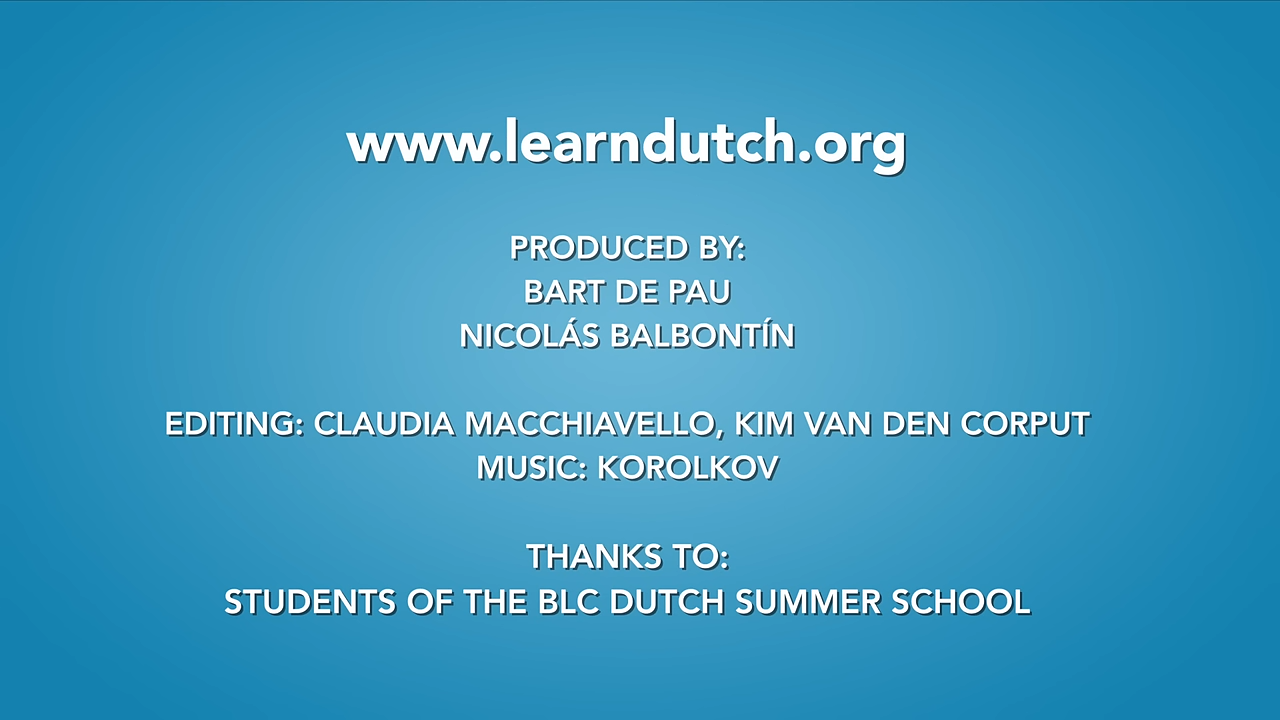 www.learndutch.org
PRODUCED BY:
BART DE PAU
NICOLÁS BALBONTÍN
EDITING: CLAUDIA MACCHIAVELLO, KIM VAN DEN CORPUT
MUSIC: KOROLKOV
THANKS TO:
STUDENTS OF THE BLC DUTCH SUMMER SCHOOL